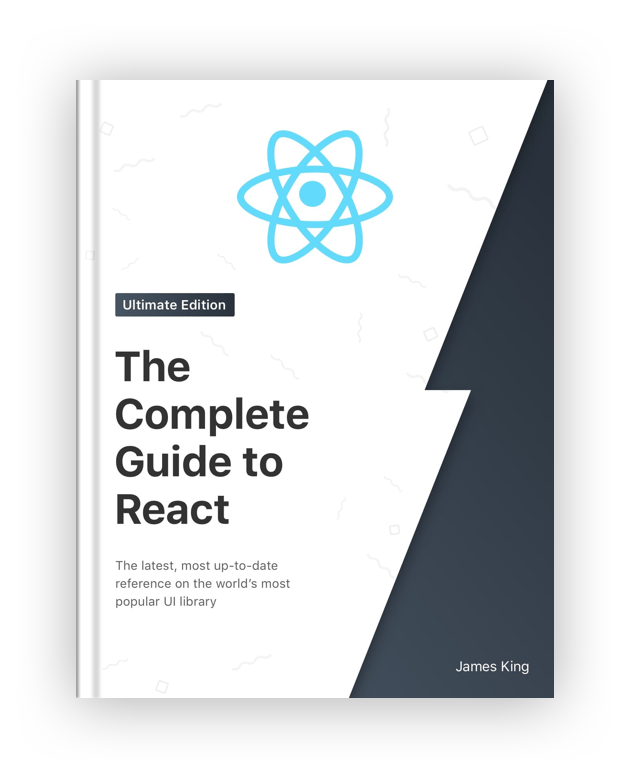 Ultimate Edition
The
Complete
Guide to
React
The latest, most up-to-date
reference on the world’s most
popular UI library
James King